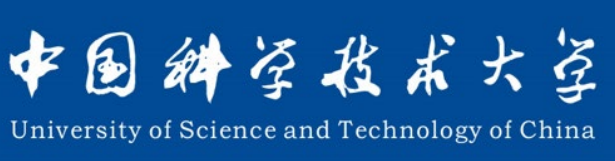 中国科学技术大学
University of Science and Technology of China